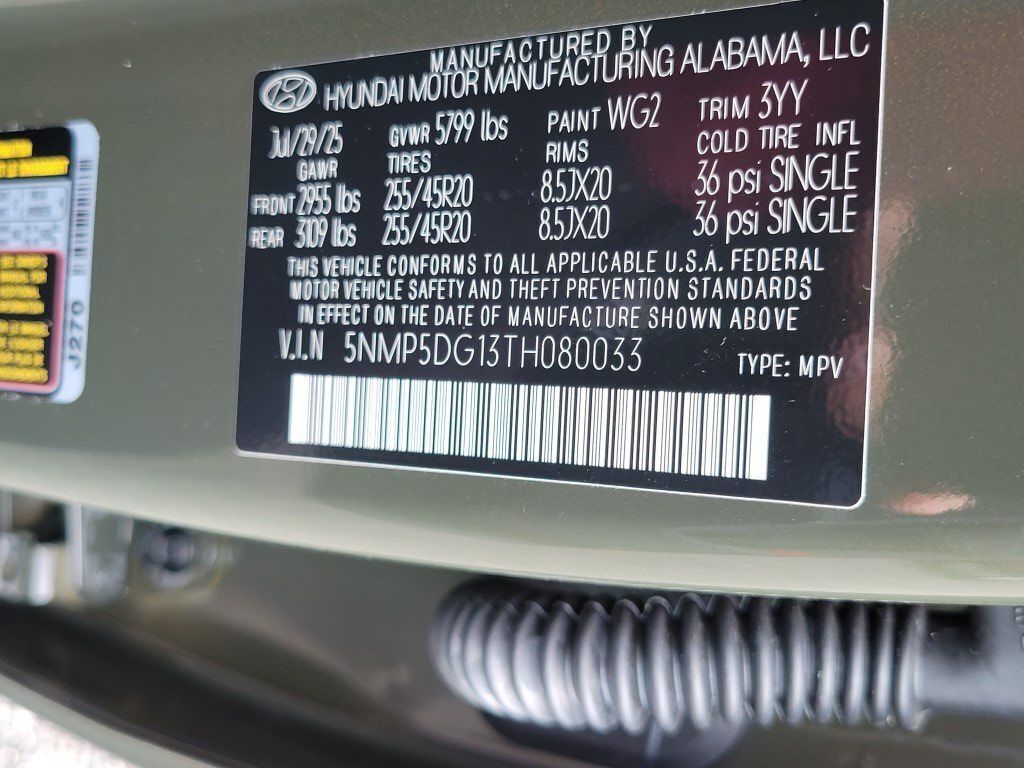 MANUFACTURED BY
HYUNDAI MOTOR MANUFACTURING ALABAMA, LLC
Jul/29/25 GVWR 5799 lbs PAINT WG2 TRIM 3YY
GAWR TIRES RIMS COLD TIRE INFL
FRONT 2955 lbs 255/45R20 8.5JX20 36 psi SINGLE
REAR 3109 lbs 255/45R20 8.5JX20 36 psi SINGLE
THIS VEHICLE CONFORMS TO ALL APPLICABLE U.S.A. FEDERAL
MOTOR VEHICLE SAFETY AND THEFT PREVENTION STANDARDS
IN EFFECT ON THE DATE OF MANUFACTURE SHOWN ABOVE
V.I.N 5NMP5DG13TH080033 TYPE: MPV
J270